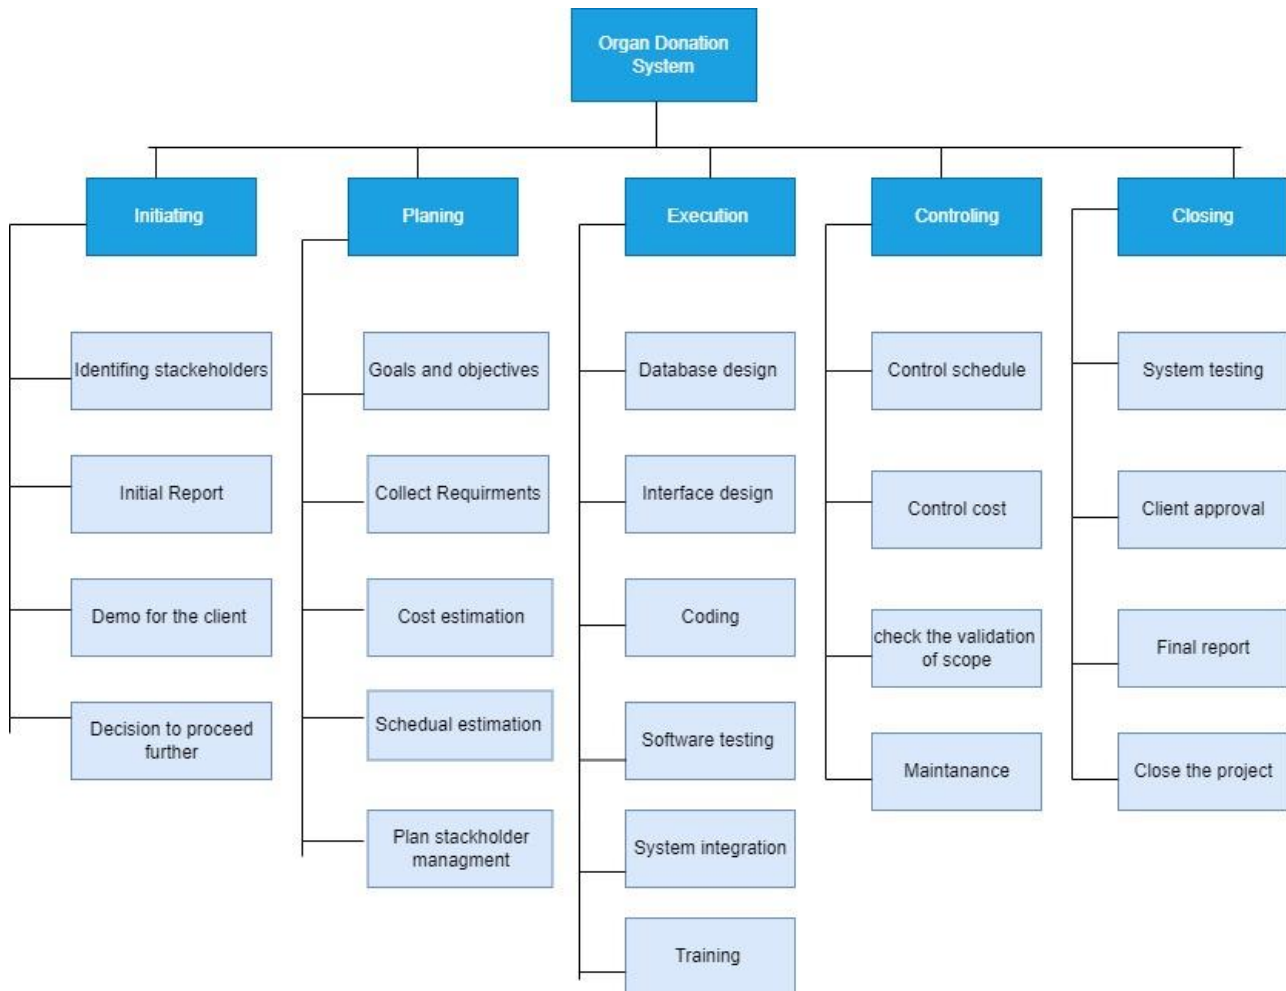 Organ Donation
System
Initiating
Planing
Execution
Controling
Closing
Identifing stackeholders
Initial Report
Demo for the client
Decision to proceed
further
Goals and objectives
Collect Requirments
Cost estimation
Schedual estimation
Plan stackholder
managment
Database design
Interface design
Coding
Software testing
System integration
Training
Control schedule
Control cost
check the validation
of scope
Maintanance
System testing
Client approval
Final report
Close the project